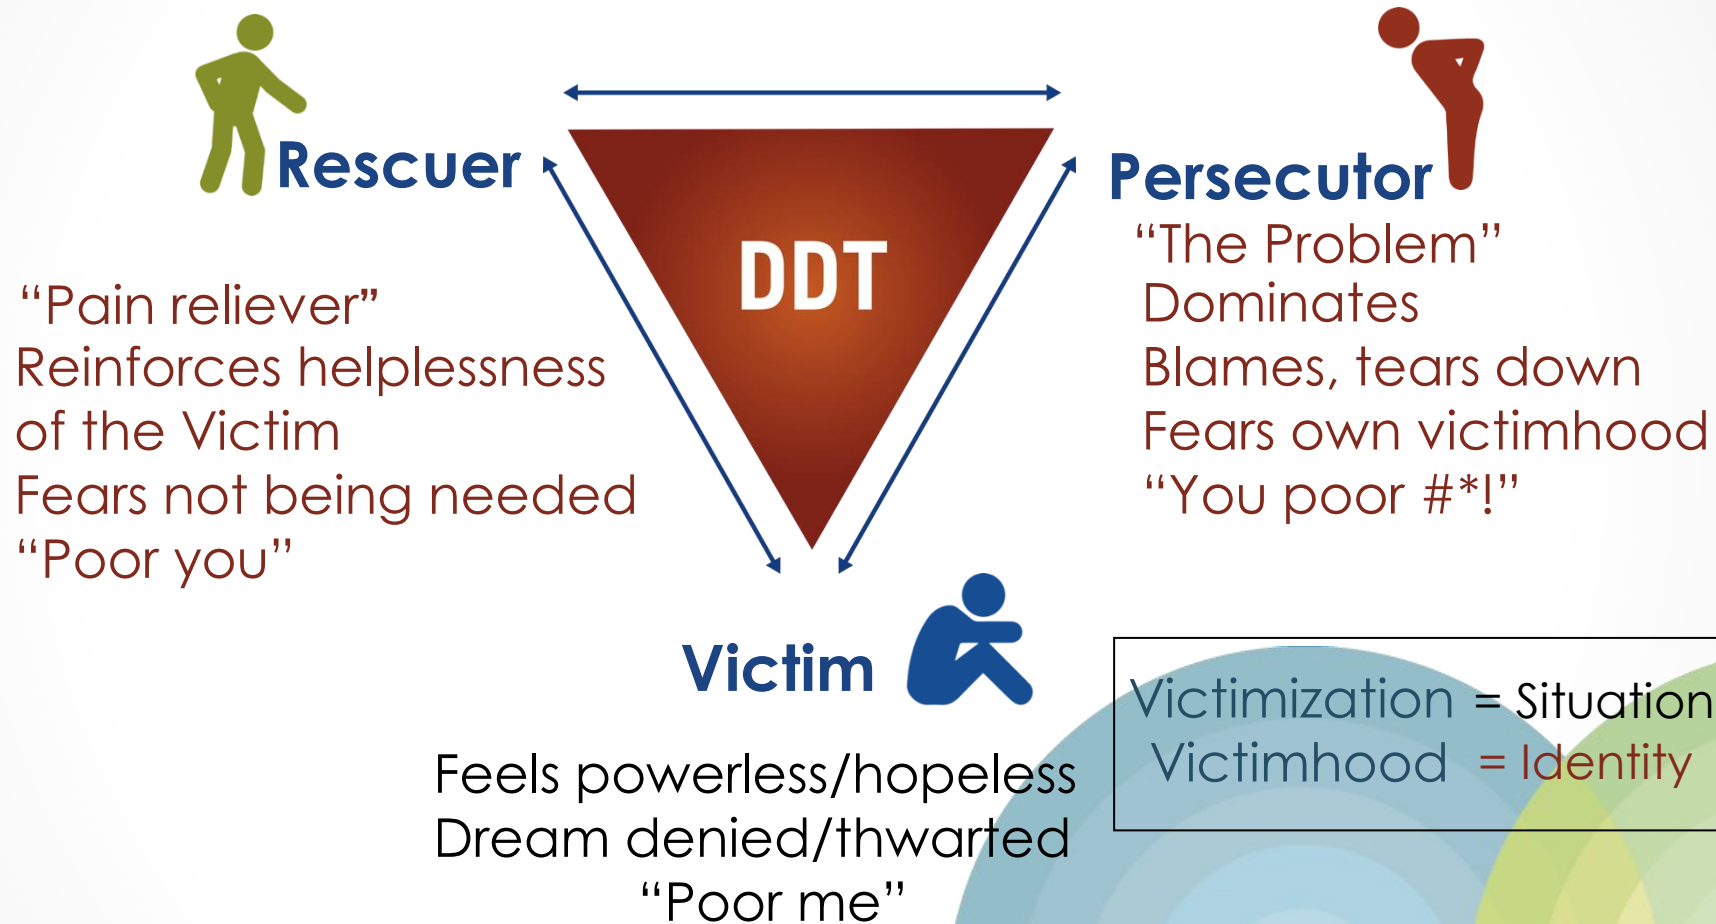 Rescuer
“Pain reliever”
Reinforces helplessness
of the Victim
Fears not being needed
“Poor you”
DDT
Persecutor
“The Problem”
Dominates
Blames, tears down
Fears own victimhood
“You poor #*!”
Victim
Feels powerless/hopeless
Dream denied/thwarted
“Poor me”
Victimization = Situation
Victimhood = Identity